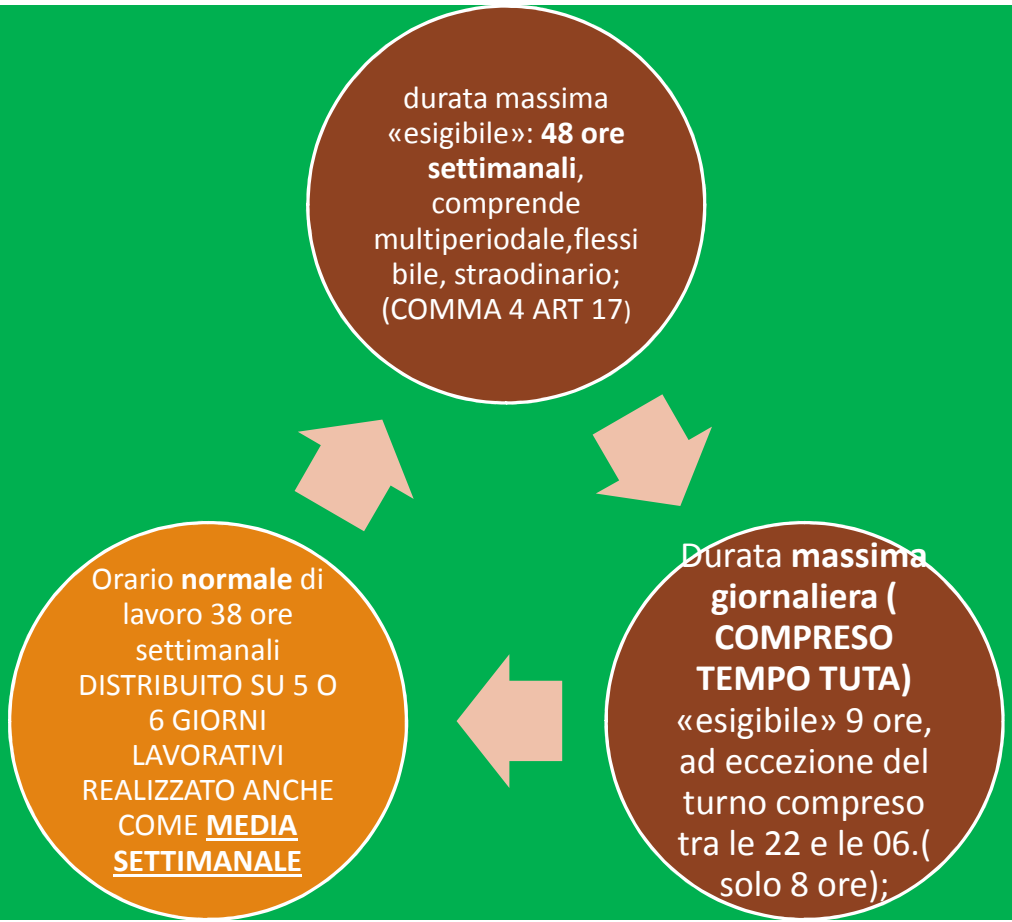 durata massima
«esigibile»: 48 ore
settimanali,
comprende
multiperiodale,flessi
bile, straodinario;
(COMMA 4 ART 17)
Durata massima
giornaliera (
COMPRESO
TEMPO TUTA)
«esigibile» 9 ore,
ad eccezione del
turno compreso
tra le 22 e le 06.(
solo 8 ore);
Orario normale di
lavoro 38 ore
settimanali
DISTRIBUITO SU 5 O
6 GIORNI
LAVORATIVI
REALIZZATO ANCHE
COME MEDIA
SETTIMANALE